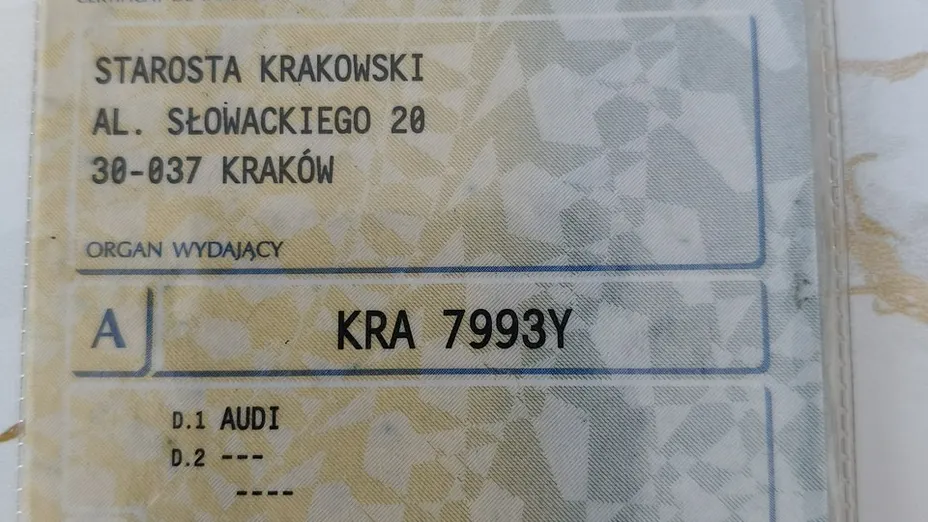 STAROSTA KRAKOWSKI
AL. SŁOWACKIEGO 20
30-037 KRAKÓW
ORGAN WYDAJĄCY
A KRA 7993Y
D.1 AUDI
D.2 ---
----